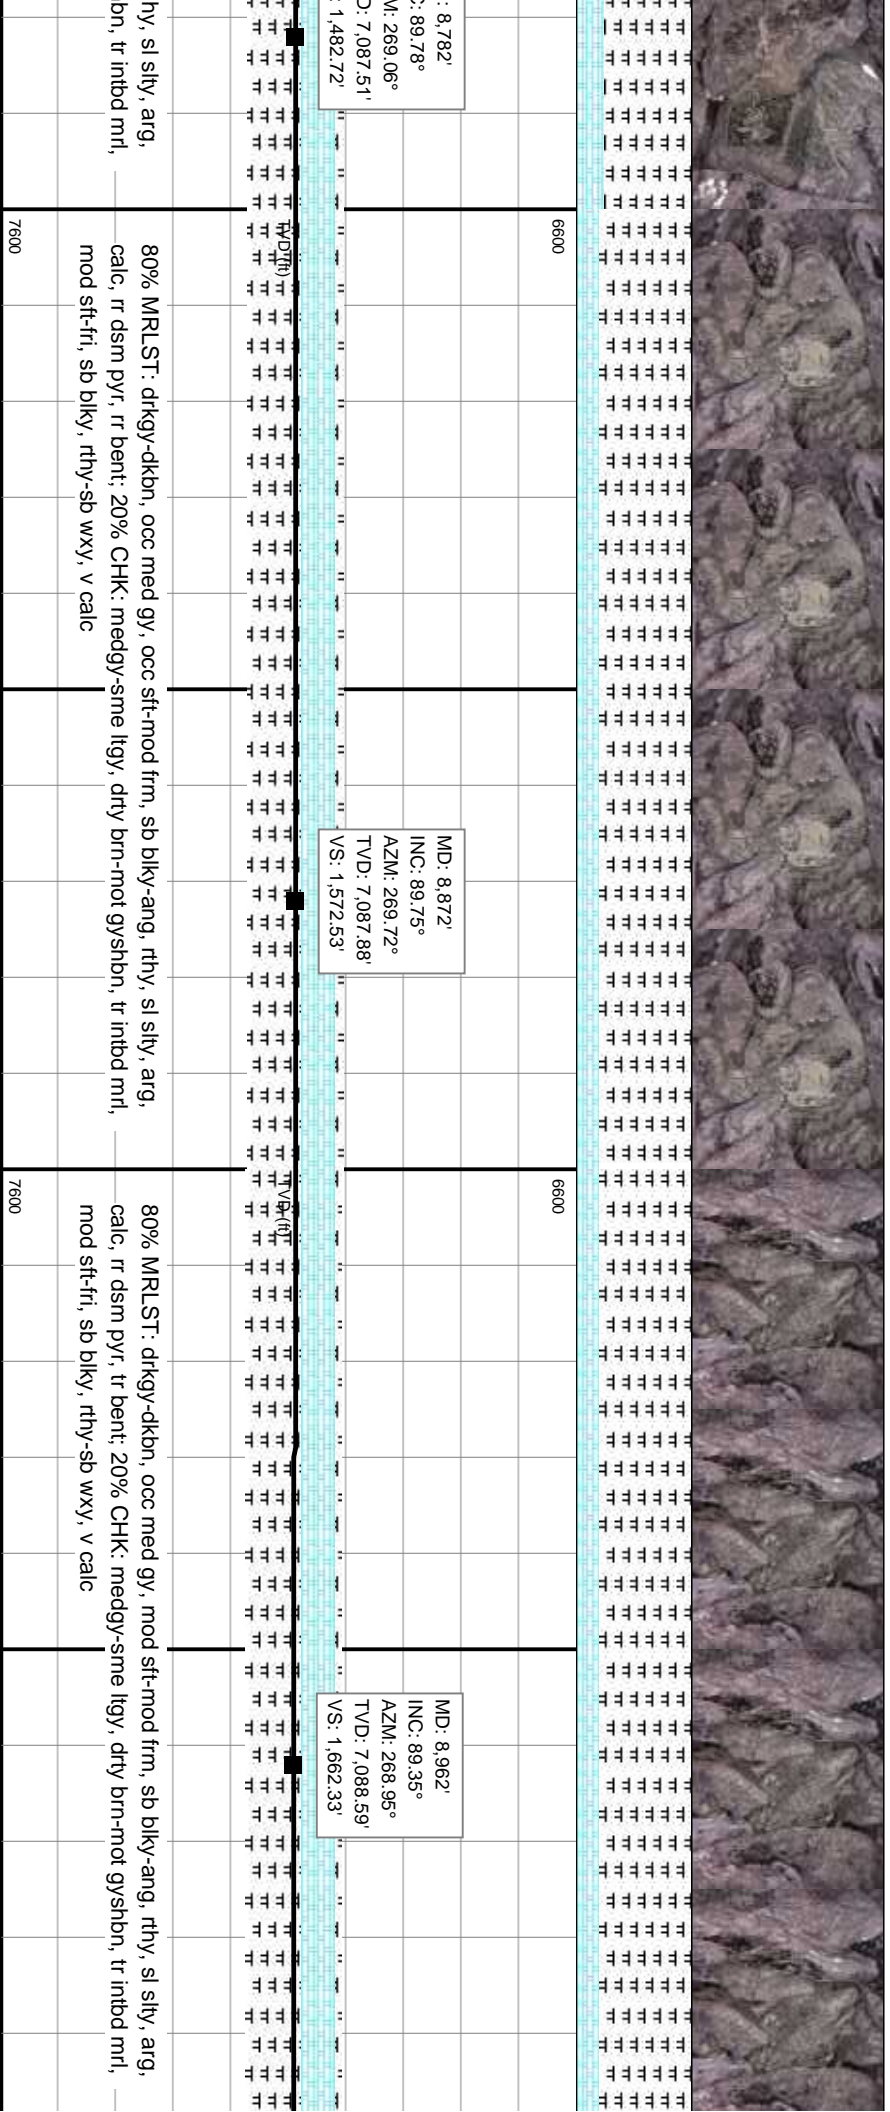 hy, sl slty, arg,
bn, tr intbd mrl,
: 8,782'
C: 89.78°
M: 269.06°
D: 7,087.51'
: 1,482.72'
7600
TVD (ft)
6600
80% MRLST: drkgy-dkbn, occ med gy, occ sft-mod frm, sb blky-ang, rthy, sl slty, arg,
calc, rr dsm pyr, rr bent; 20% CHK: medgy-sme ltgy, drty brn-mot gyshbn, tr intbd mrl,
mod sft-fri, sb blky, rthy-sb wxy, v calc
MD: 8,872'
INC: 89.75°
AZM: 269.72°
TVD: 7,087.88'
VS: 1,572.53'
7600
TVD (ft)
6600
80% MRLST: drkgy-dkbn, occ med gy, mod sft-mod frm, sb blky-ang, rthy, sl slty, arg,
calc, rr dsm pyr, tr bent; 20% CHK: medgy-sme ltgy, drty brn-mot gyshbn, tr intbd mrl,
mod sft-fri, sb blky, rthy-sb wxy, v calc
MD: 8,962'
INC: 89.35°
AZM: 268.95°
TVD: 7,088.59'
VS: 1,662.33'